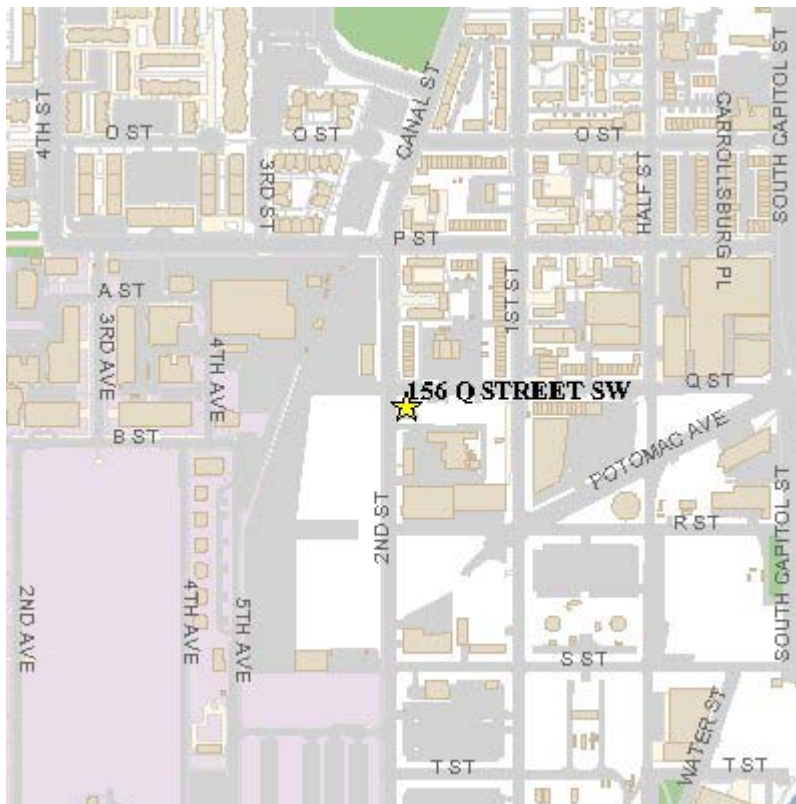 4TH ST
O ST
3RD ST
O ST
CANAL ST
O ST
HALF ST
CARROLLSBURG PL
SOUTH CAPITOL ST
P ST
A ST
3RD AVE
4TH AVE
1ST ST
Q ST
156 Q STREET SW
B ST
POTOMAC AVE
2ND ST
R ST
SOUTH CAPITOL ST
2ND AVE
4TH AVE
5TH AVE
S ST
WATER ST
T ST
T ST